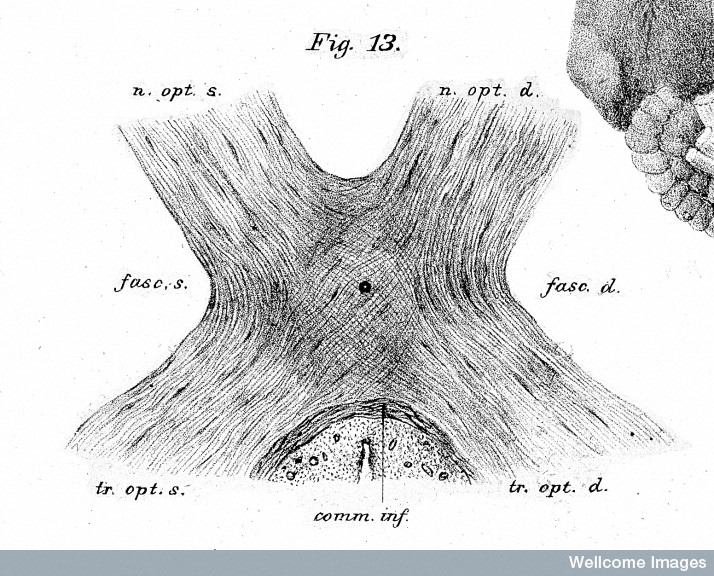 Fig. 13.
n. opt. s.
n. opt. d.
fasc. s.
fasc. d.
tr. opt. s.
tr. opt. d.
comm. inf.
Wellcome Images